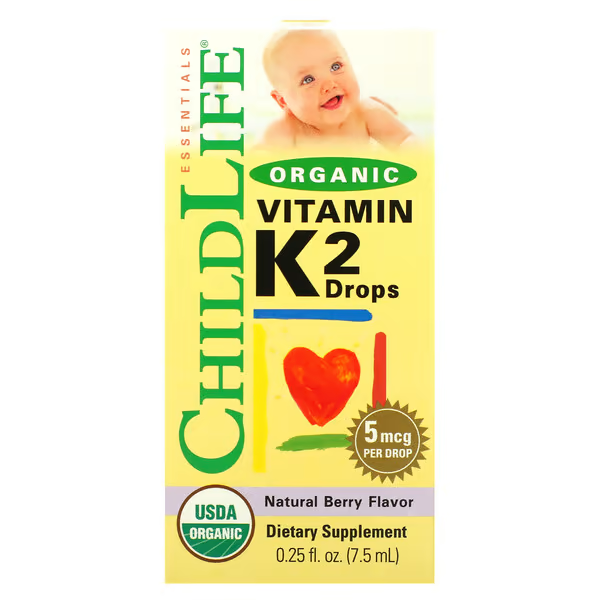 ESSENTIALS
CHILDLIFE®
ORGANIC
VITAMIN
K2
Drops
5 mcg
PER DROP
Natural Berry Flavor
USDA
ORGANIC
Dietary Supplement
0.25 fl. oz. (7.5 mL)